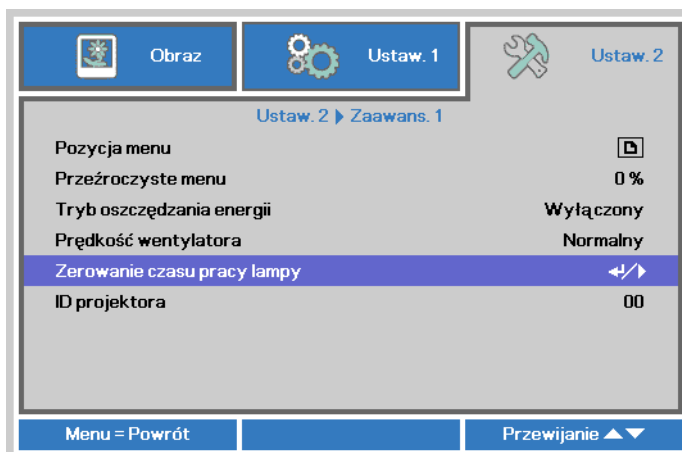 Obraz
Ustaw. 1
Ustaw. 2
Ustaw. 2 Zaawans. 1
Pozycja menu
Przeźroczyste menu 0 %
Tryb oszczędzania energii Wyłączony
Prędkość wentylatora Normalny
Zerowanie czasu pracy lampy
ID projektora 00
Menu = Powrót
Przewijanie